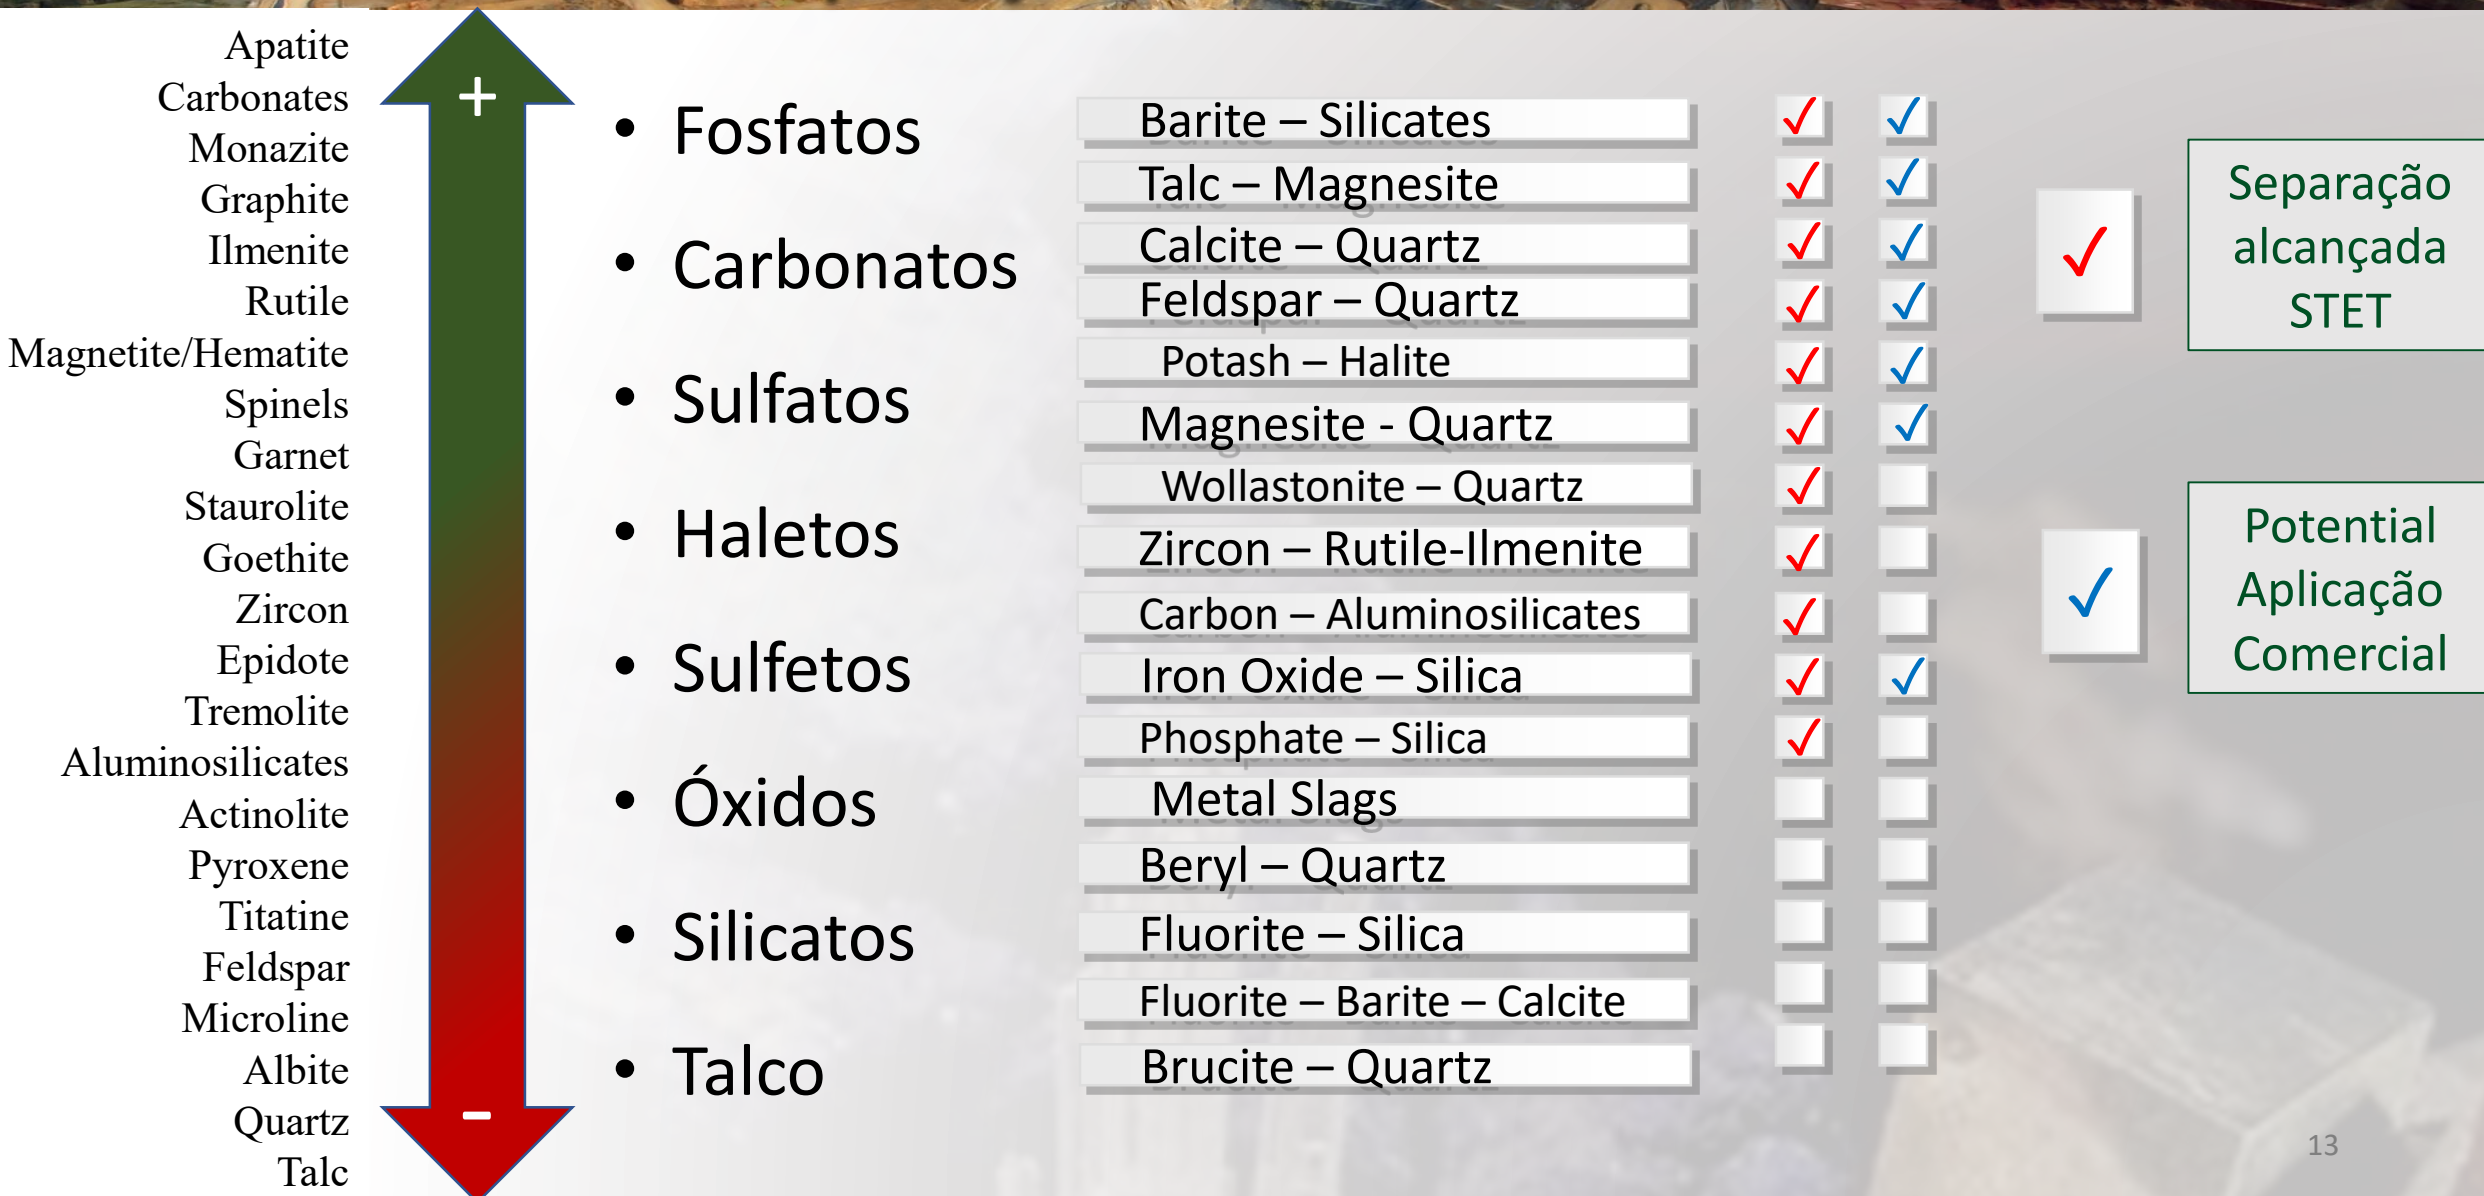 Apatite
Carbonates
Monazite
Graphite
Ilmenite
Rutile
Magnetite/Hematite
Spinels
Garnet
Staurolite
Goethite
Zircon
Epidote
Tremolite
Aluminosilicates
Actinolite
Pyroxene
Titatine
Feldspar
Microline
Albite
Quartz
Talc
+
-
• Fosfatos
• Carbonatos
• Sulfatos
• Haletos
• Sulfetos
• Óxidos
• Silicatos
• Talco
Barite – Silicates ✓ ✓
Talc – Magnesite ✓ ✓
Calcite – Quartz ✓ ✓
Feldspar – Quartz ✓ ✓
Potash – Halite ✓ ✓
Magnesite - Quartz ✓ ✓
Wollastonite – Quartz ✓
Zircon – Rutile-Ilmenite ✓
Carbon – Aluminosilicates ✓
Iron Oxide – Silica ✓ ✓
Phosphate – Silica ✓
Metal Slags
Beryl – Quartz
Fluorite – Silica
Fluorite – Barite – Calcite
Brucite – Quartz
✓
Separação
alcançada
STET
✓
Potential
Aplicação
Comercial
13